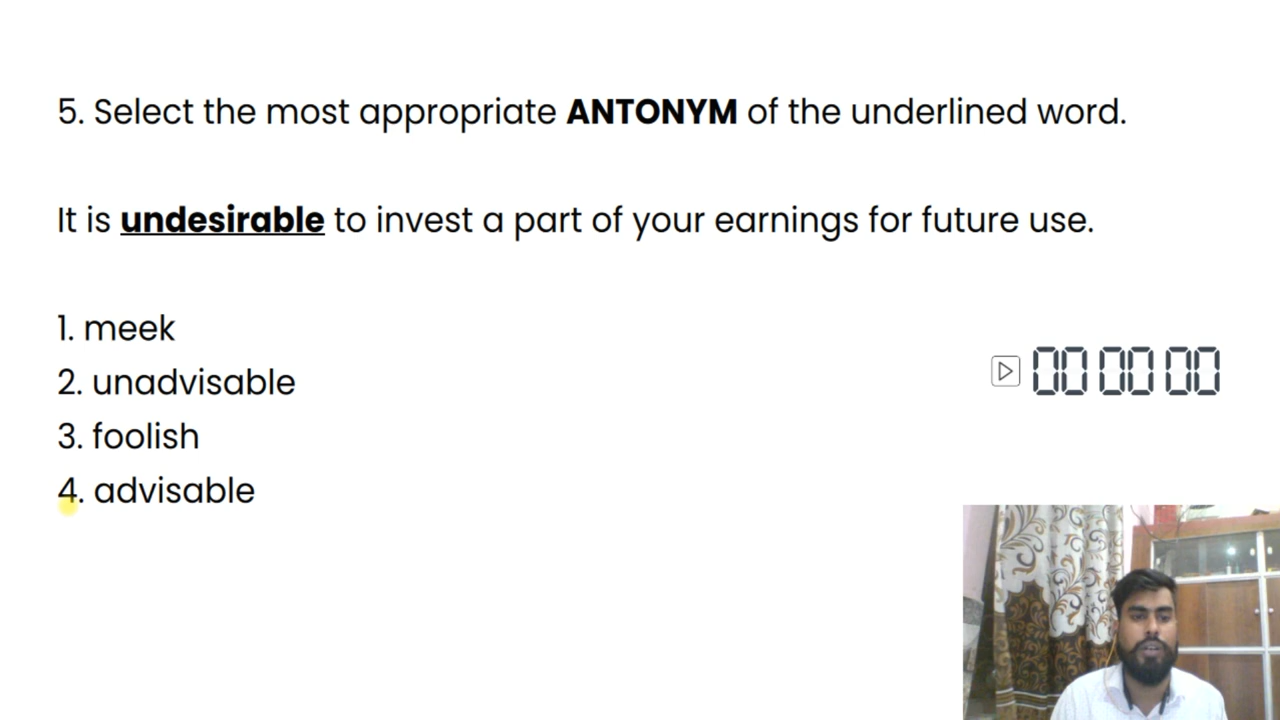 5. Select the most appropriate ANTONYM of the underlined word.
It is undesirable to invest a part of your earnings for future use.
1. meek
2. unadvisable
3. foolish
4. advisable
00 00 00